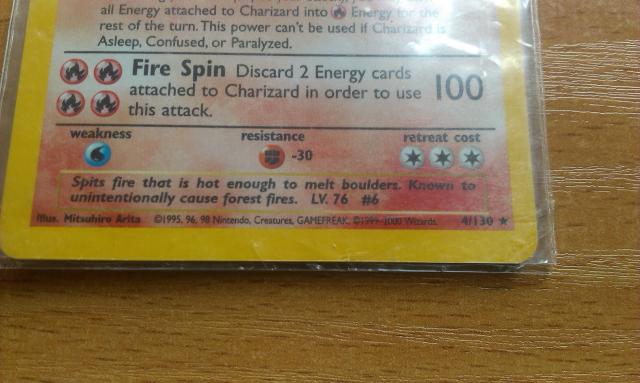 all Energy attached to Charizard into Energy for the
rest of the turn. This power can't be used if Charizard is
Asleep, Confused, or Paralyzed.
Fire Spin Discard 2 Energy cards
attached to Charizard in order to use
this attack.
100
weakness resistance retreat cost
-30
Spits fire that is hot enough to melt boulders. Known to
unintentionally cause forest fires. LV. 76 #6
Illus. Mitsuhiro Arita ©1995, 96, 98 Nintendo, Creatures, GAMEFREAK. ©1999-2000 Wizards. 4/130 ★